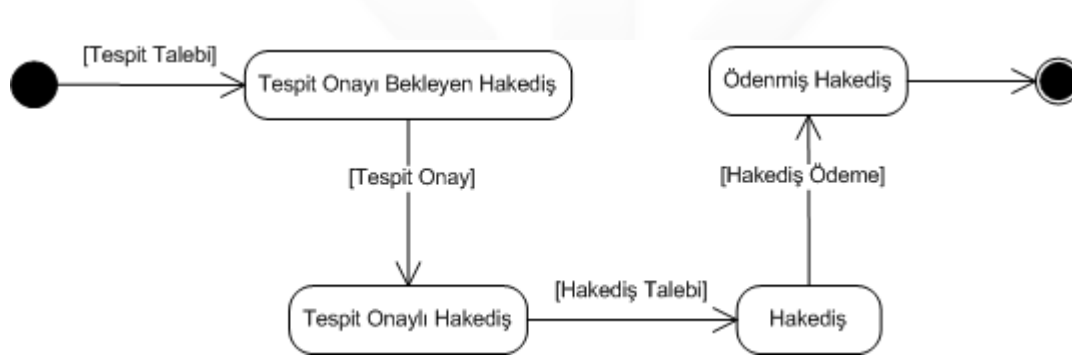 [Tespit Talebi]
Tespit Onayı Bekleyen Hakediş
[Tespit Onay]
Tespit Onaylı Hakediş
[Hakediş Talebi]
Hakediş
[Hakediş Ödeme]
Ödenmiş Hakediş